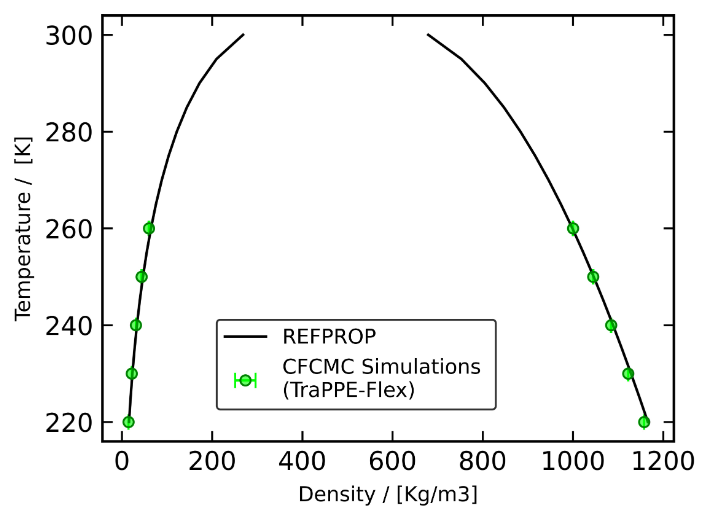 300
280
260
240
220
Temperature /  [K]
REFPROP
CFCMC Simulations
(TraPPE-Flex)
0 200 400 600 800 1000 1200
Density / [Kg/m3]